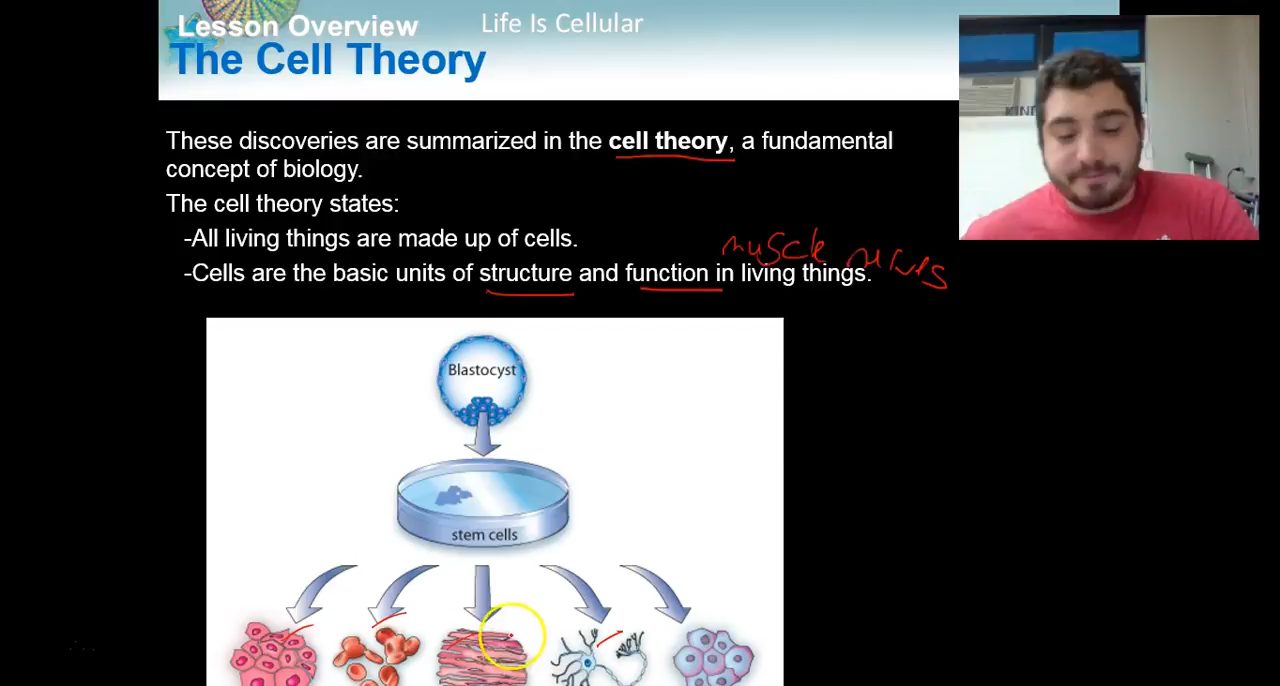 Lesson Overview Life Is Cellular
The Cell Theory
KIN
These discoveries are summarized in the cell theory, a fundamental
concept of biology.
The cell theory states:
-All living things are made up of cells.
muscle
-Cells are the basic units of structure and function in living things.
Blastocyst
stem cells